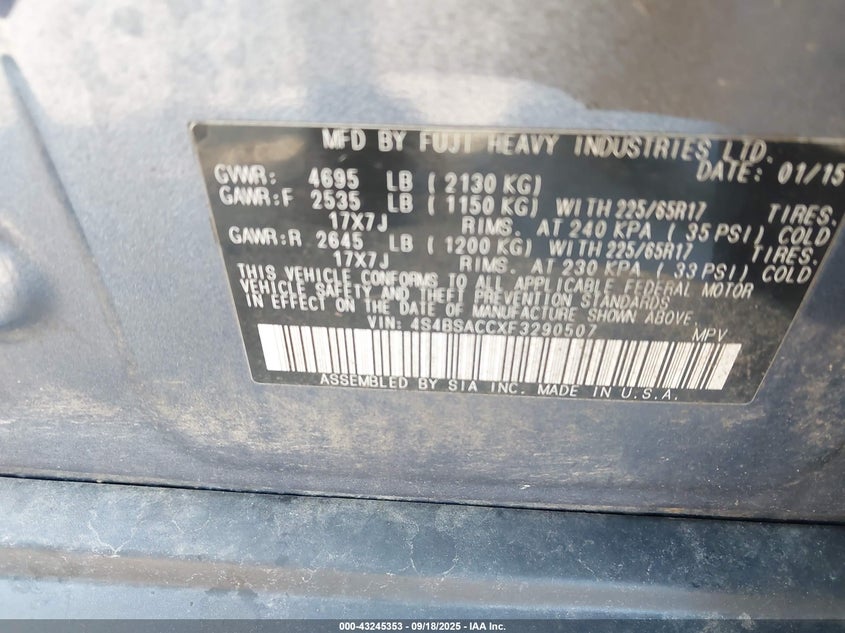 MFD BY FUJI HEAVY INDUSTRIES LTD.
DATE: 01/15
GVWR: 4695 LB (2130 KG)
GAWR:F 2535 LB (1150 KG) WITH 225/65R17 TIRES.
17X7J RIMS. AT 240 KPA (35 PSI) COLD
GAWR:R 2645 LB (1200 KG) WITH 225/65R17 TIRES.
17X7J RIMS. AT 230 KPA (33 PSI) COLD
THIS VEHICLE CONFORMS TO ALL APPLICABLE FEDERAL MOTOR
VEHICLE SAFETY AND THEFT PREVENTION STANDARDS
IN EFFECT ON THE DATE OF MANUFACTURE SHOWN ABOVE.
VIN: 4S4BSACCXF3290507 MPV
ASSEMBLED BY SIA INC. MADE IN U.S.A.
000-43245353 - 09/18/2025 - IAA Inc.